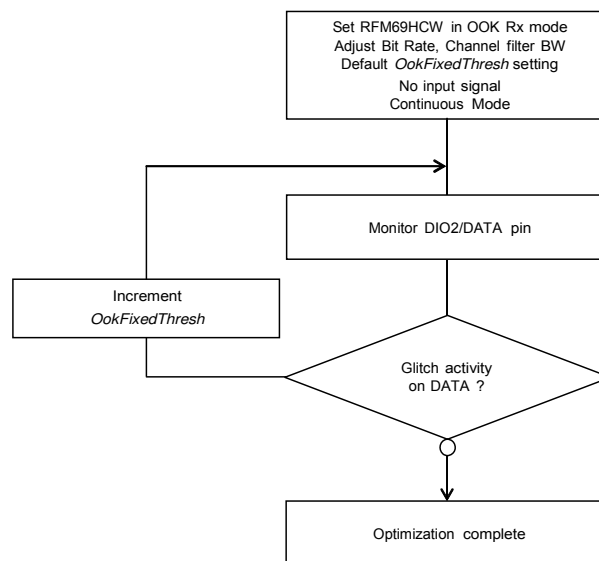 Set RFM69HCW in OOK Rx mode
Adjust Bit Rate, Channel filter BW
Default OokFixedThresh setting
No input signal
Continuous Mode
Monitor DIO2/DATA pin
Increment
OokFixedThresh
Glitch activity
on DATA ?
Optimization complete